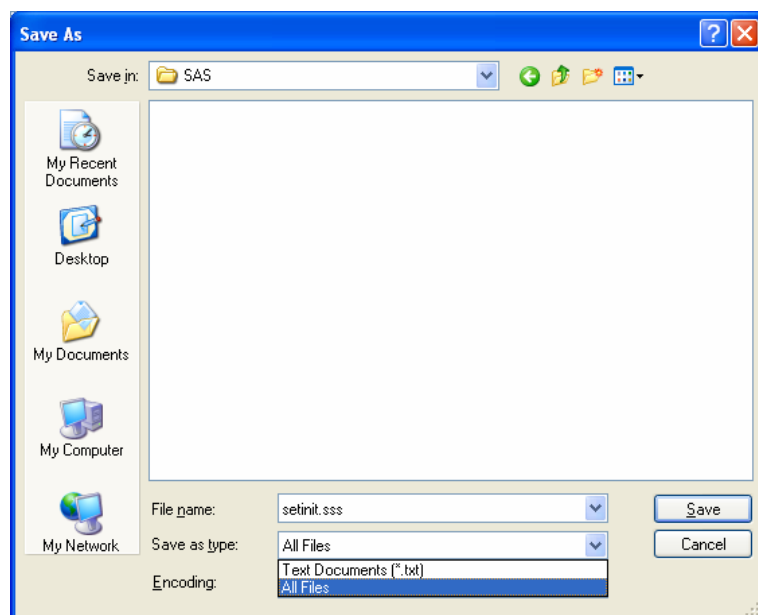 Save As
Save in:
SAS
My Recent
Documents
Desktop
My Documents
My Computer
My Network
File name:
setinit.sss
Save
Save as type:
All Files
Cancel
Encoding:
Text Documents (*.txt)
All Files